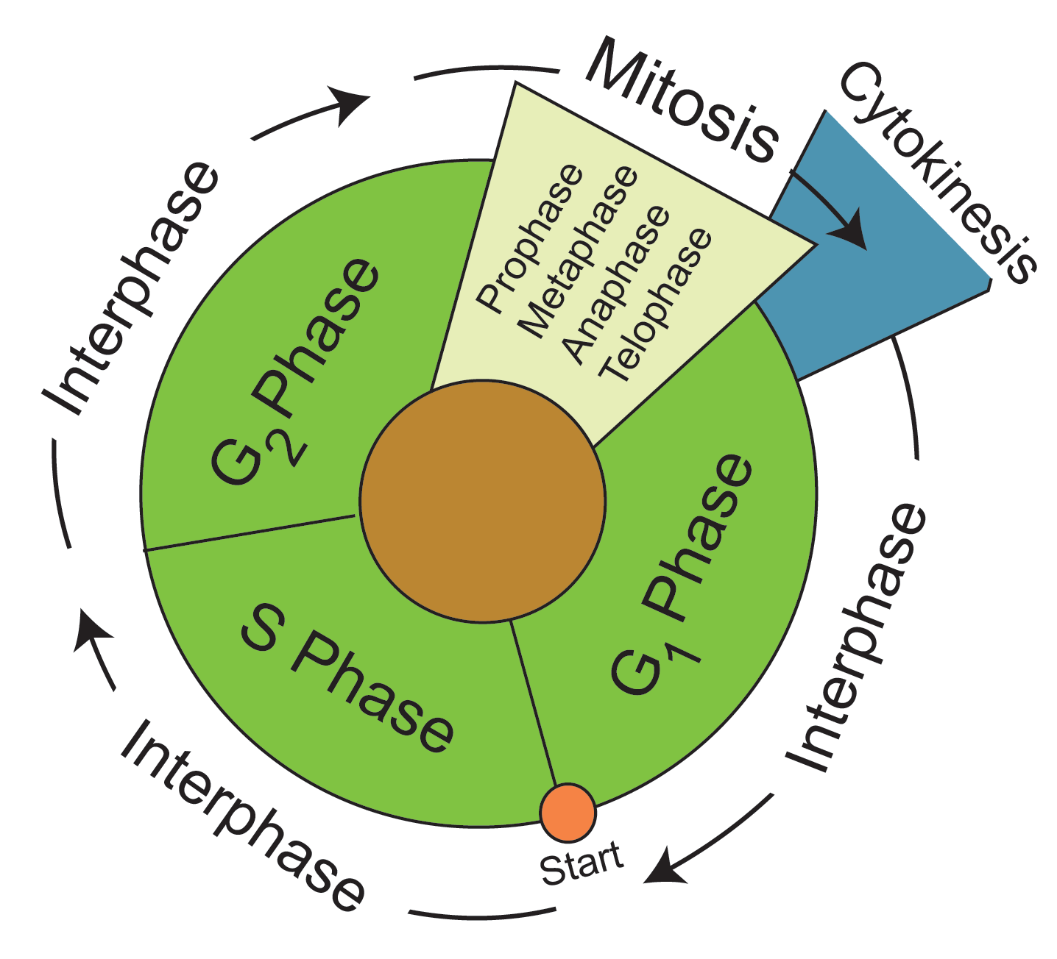 Mitosis
Cytokinesis
Prophase
Metaphase
Anaphase
Telophase
Interphase
G2 Phase
G1 Phase
Interphase
S Phase
Interphase
Start